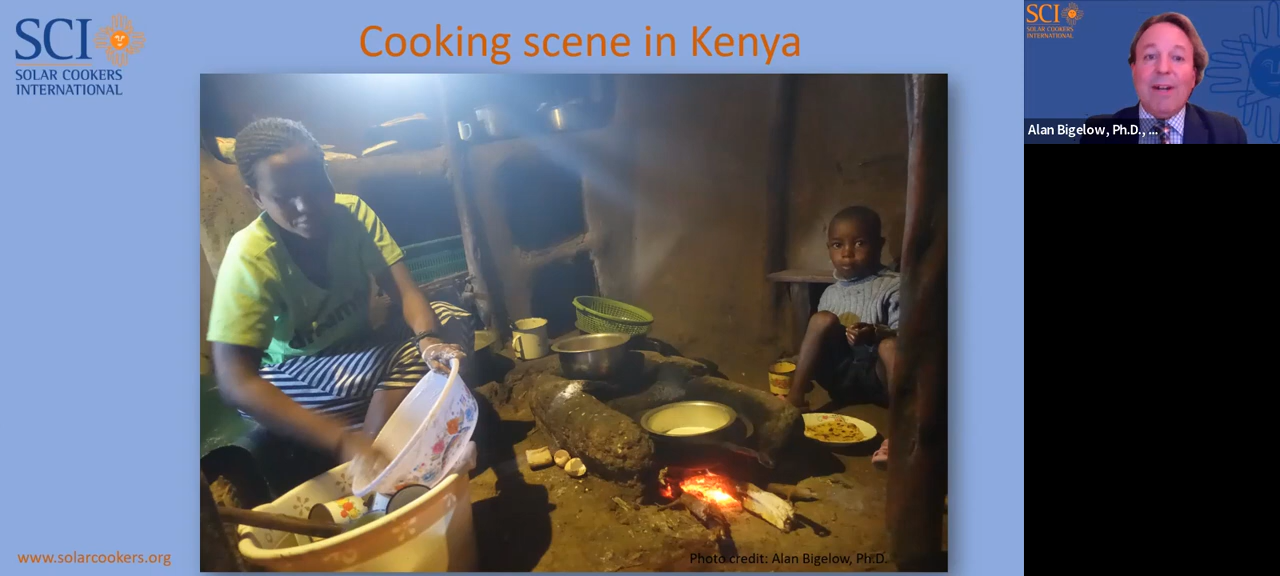 SCI
SOLAR COOKERS
INTERNATIONAL
Cooking scene in Kenya
SCI
SOLAR COOKERS
INTERNATIONAL
Alan Bigelow, Ph.D., ...
www.solarcookers.org
Photo credit: Alan Bigelow, Ph.D.